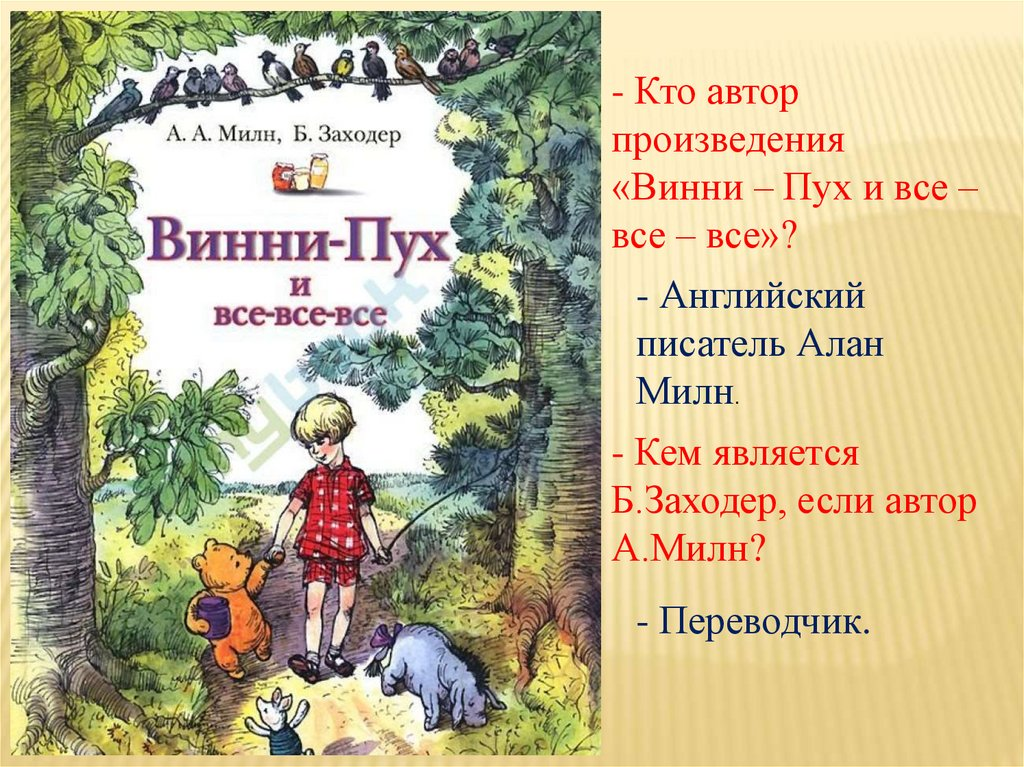 А. А. Милн, Б. Заходер
Винни-Пух
и
все-все-все
- Кто автор
произведения
«Винни – Пух и все –
все – все»?
- Английский
писатель Алан
Милн.
- Кем является
Б.Заходер, если автор
А.Милн?
- Переводчик.